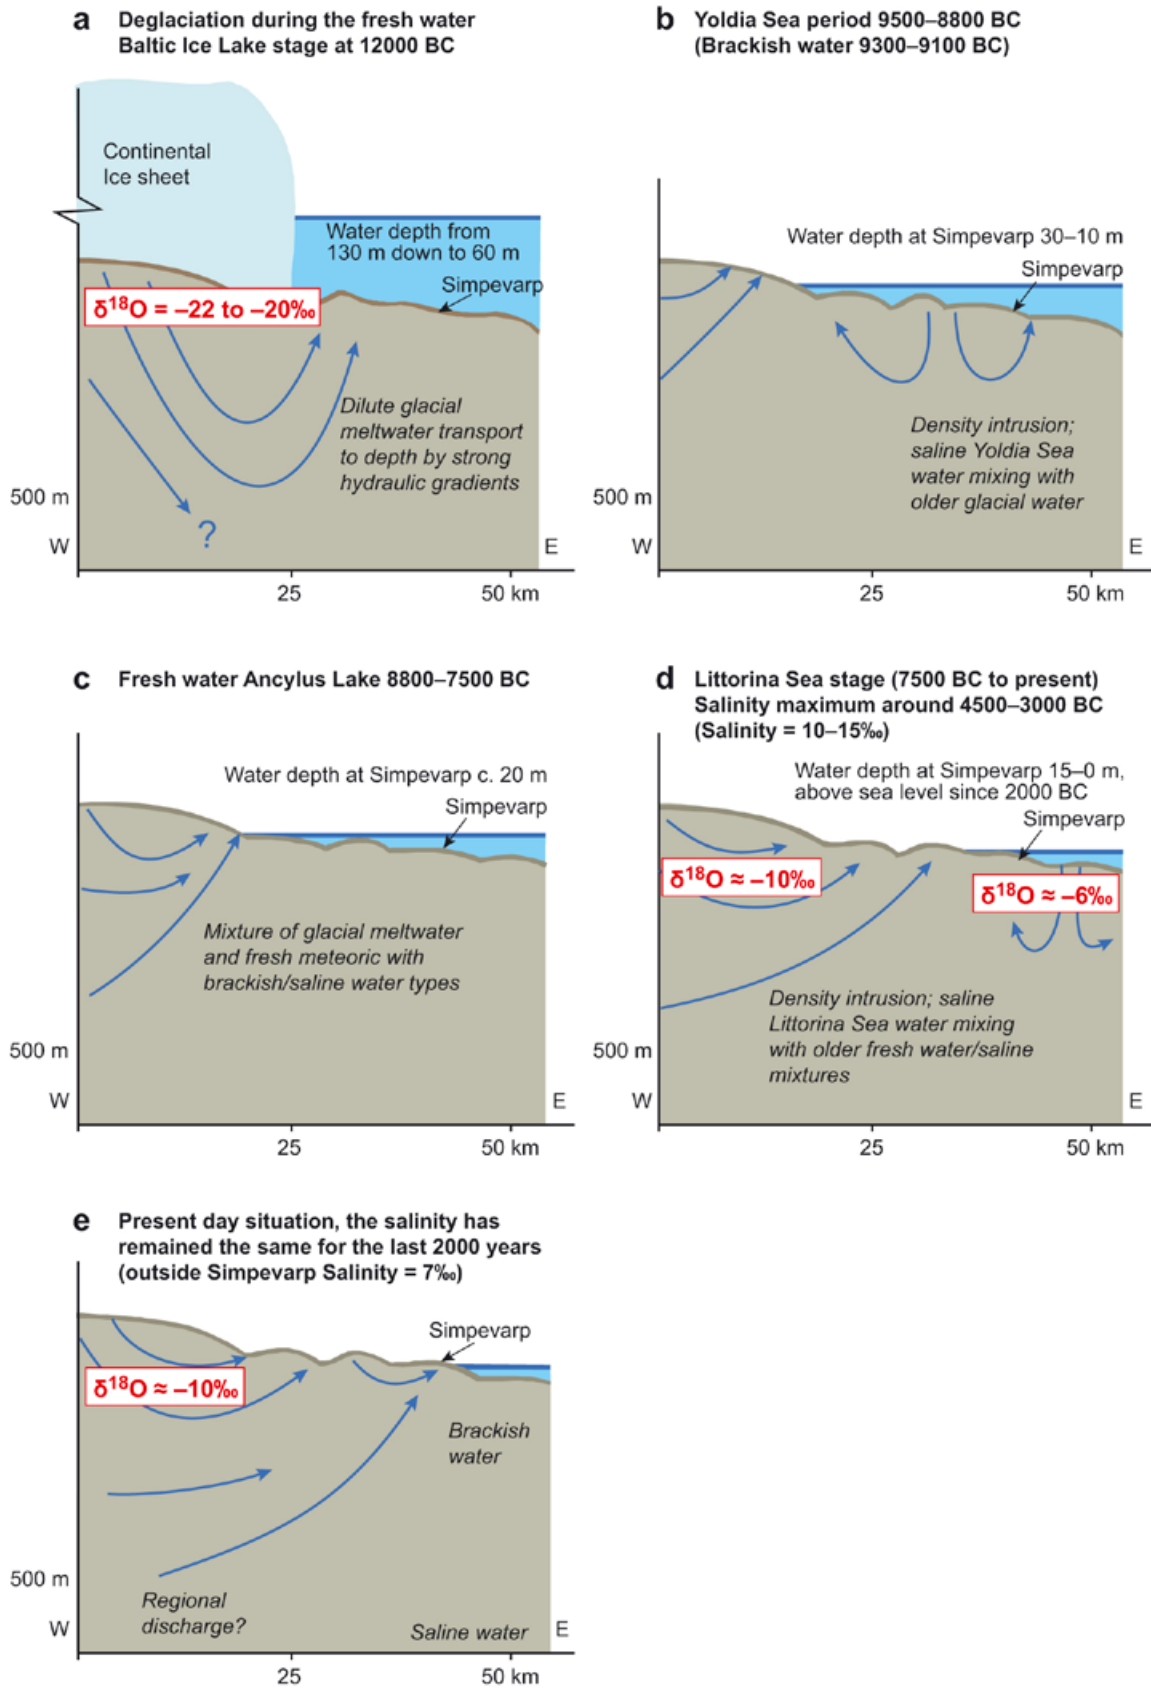 a Deglaciation during the fresh water
Baltic Ice Lake stage at 12000 BC
Continental
Ice sheet
Water depth from
130 m down to 60 m
Simpevarp
δ¹⁸O = –22 to –20‰
Dilute glacial
meltwater transport
to depth by strong
hydraulic gradients
500 m
?
W
E
25
50 km
b Yoldia Sea period 9500–8800 BC
(Brackish water 9300–9100 BC)
Water depth at Simpevarp 30–10 m
Simpevarp
Density intrusion;
saline Yoldia Sea
water mixing with
older glacial water
500 m
W
E
25
50 km
c Fresh water Ancylus Lake 8800–7500 BC
Water depth at Simpevarp c. 20 m
Simpevarp
Mixture of glacial meltwater
and fresh meteoric with
brackish/saline water types
500 m
W
E
25
50 km
d Littorina Sea stage (7500 BC to present)
Salinity maximum around 4500–3000 BC
(Salinity = 10–15‰)
Water depth at Simpevarp 15–0 m,
above sea level since 2000 BC
Simpevarp
δ¹⁸O ≈ –10‰
δ¹⁸O ≈ –6‰
Density intrusion; saline
Littorina Sea water mixing
with older fresh water/saline
mixtures
500 m
W
E
25
50 km
e Present day situation, the salinity has
remained the same for the last 2000 years
(outside Simpevarp Salinity = 7‰)
Simpevarp
δ¹⁸O ≈ –10‰
Brackish
water
500 m
Regional
discharge?
Saline water
W
E
25
50 km